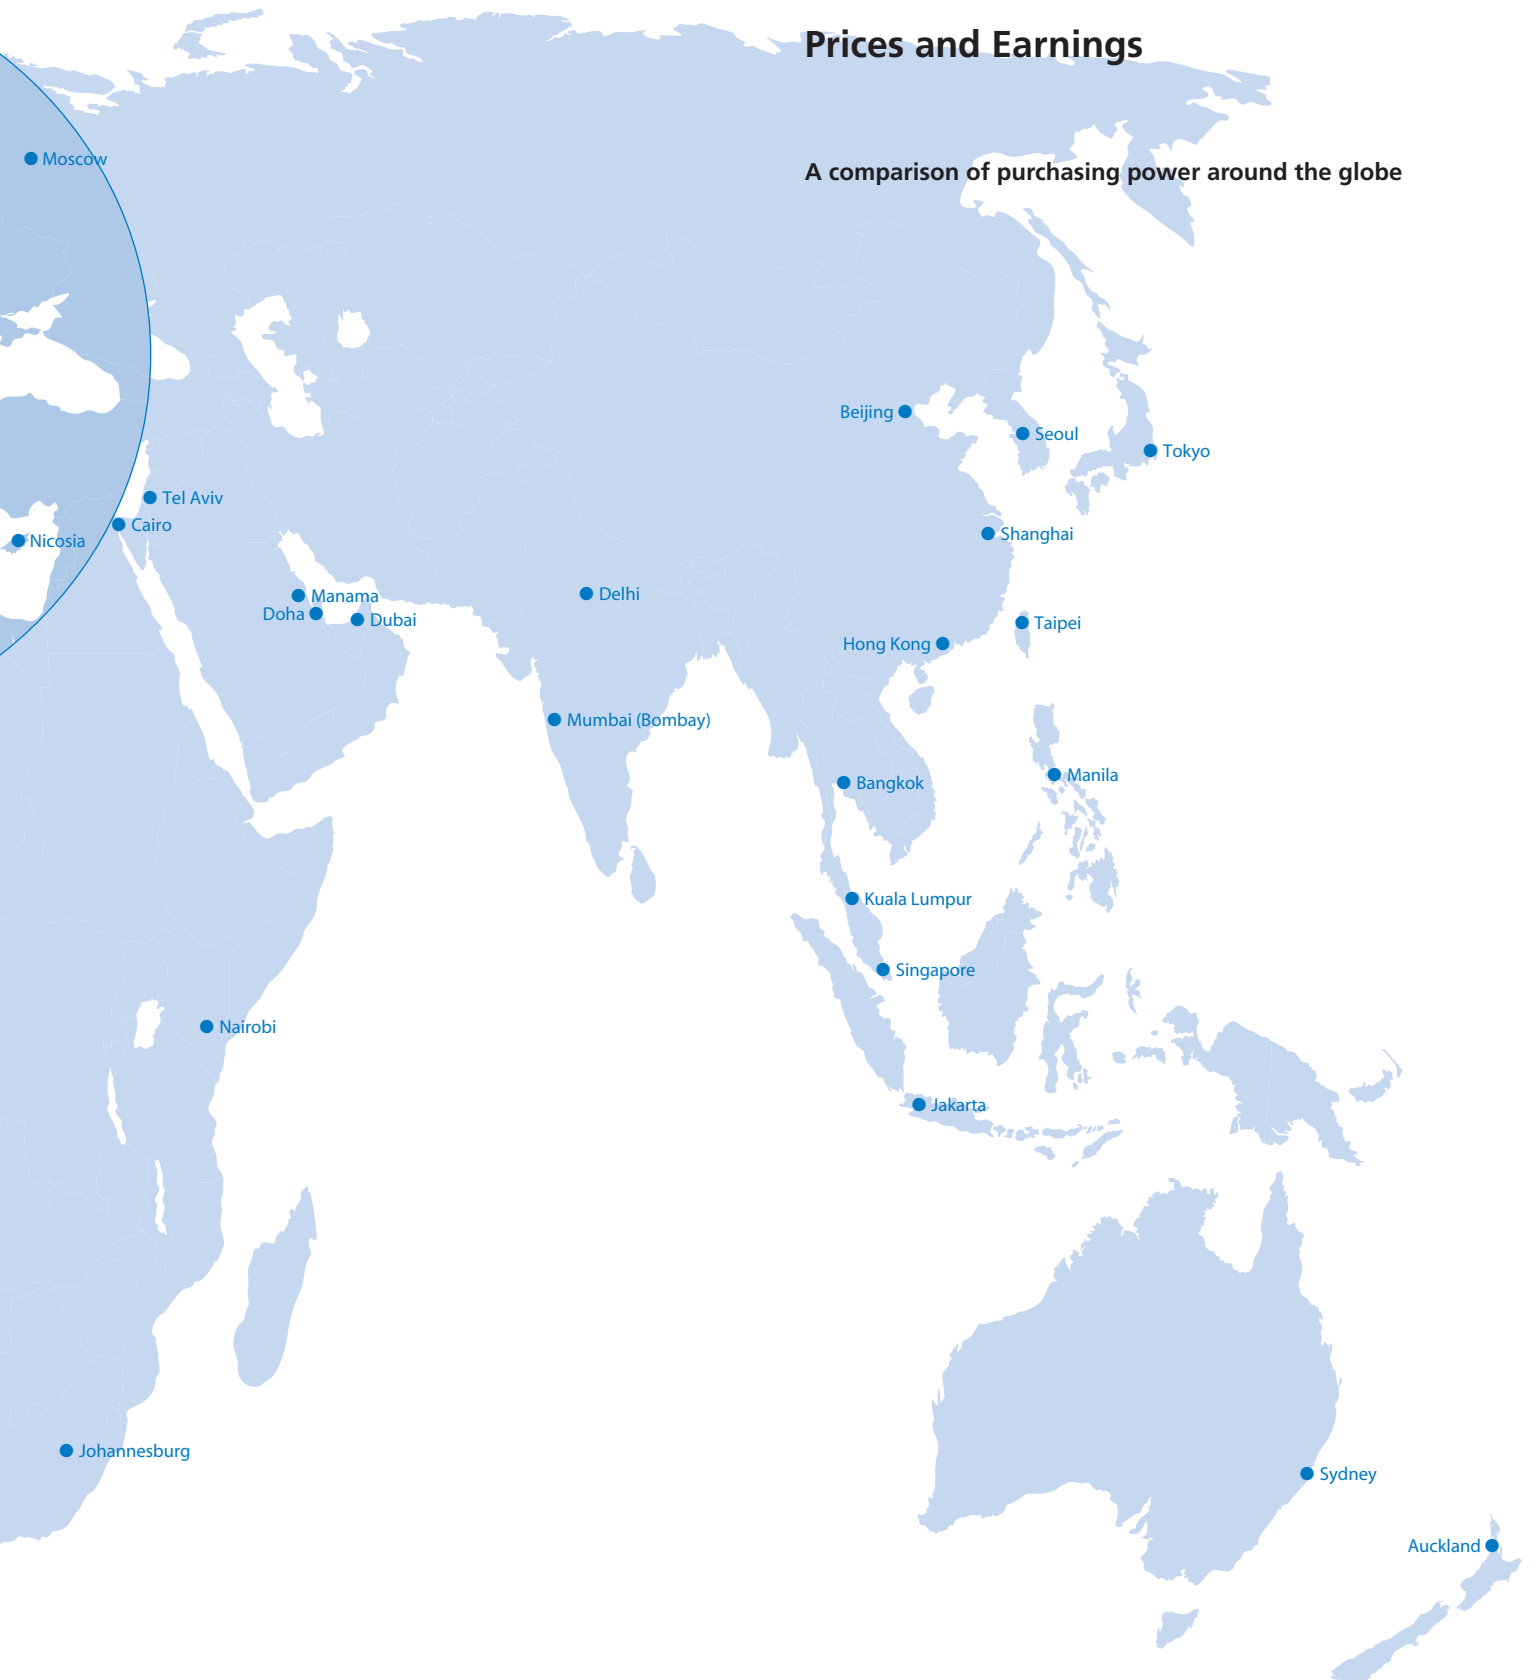 Prices and Earnings
Moscow
A comparison of purchasing power around the globe
Beijing
Seoul
Tokyo
Tel Aviv
Cairo
Shanghai
Nicosia
Delhi
Manama
Doha
Dubai
Taipei
Hong Kong
Mumbai (Bombay)
Manila
Bangkok
Kuala Lumpur
Singapore
Nairobi
Jakarta
Johannesburg
Sydney
Auckland